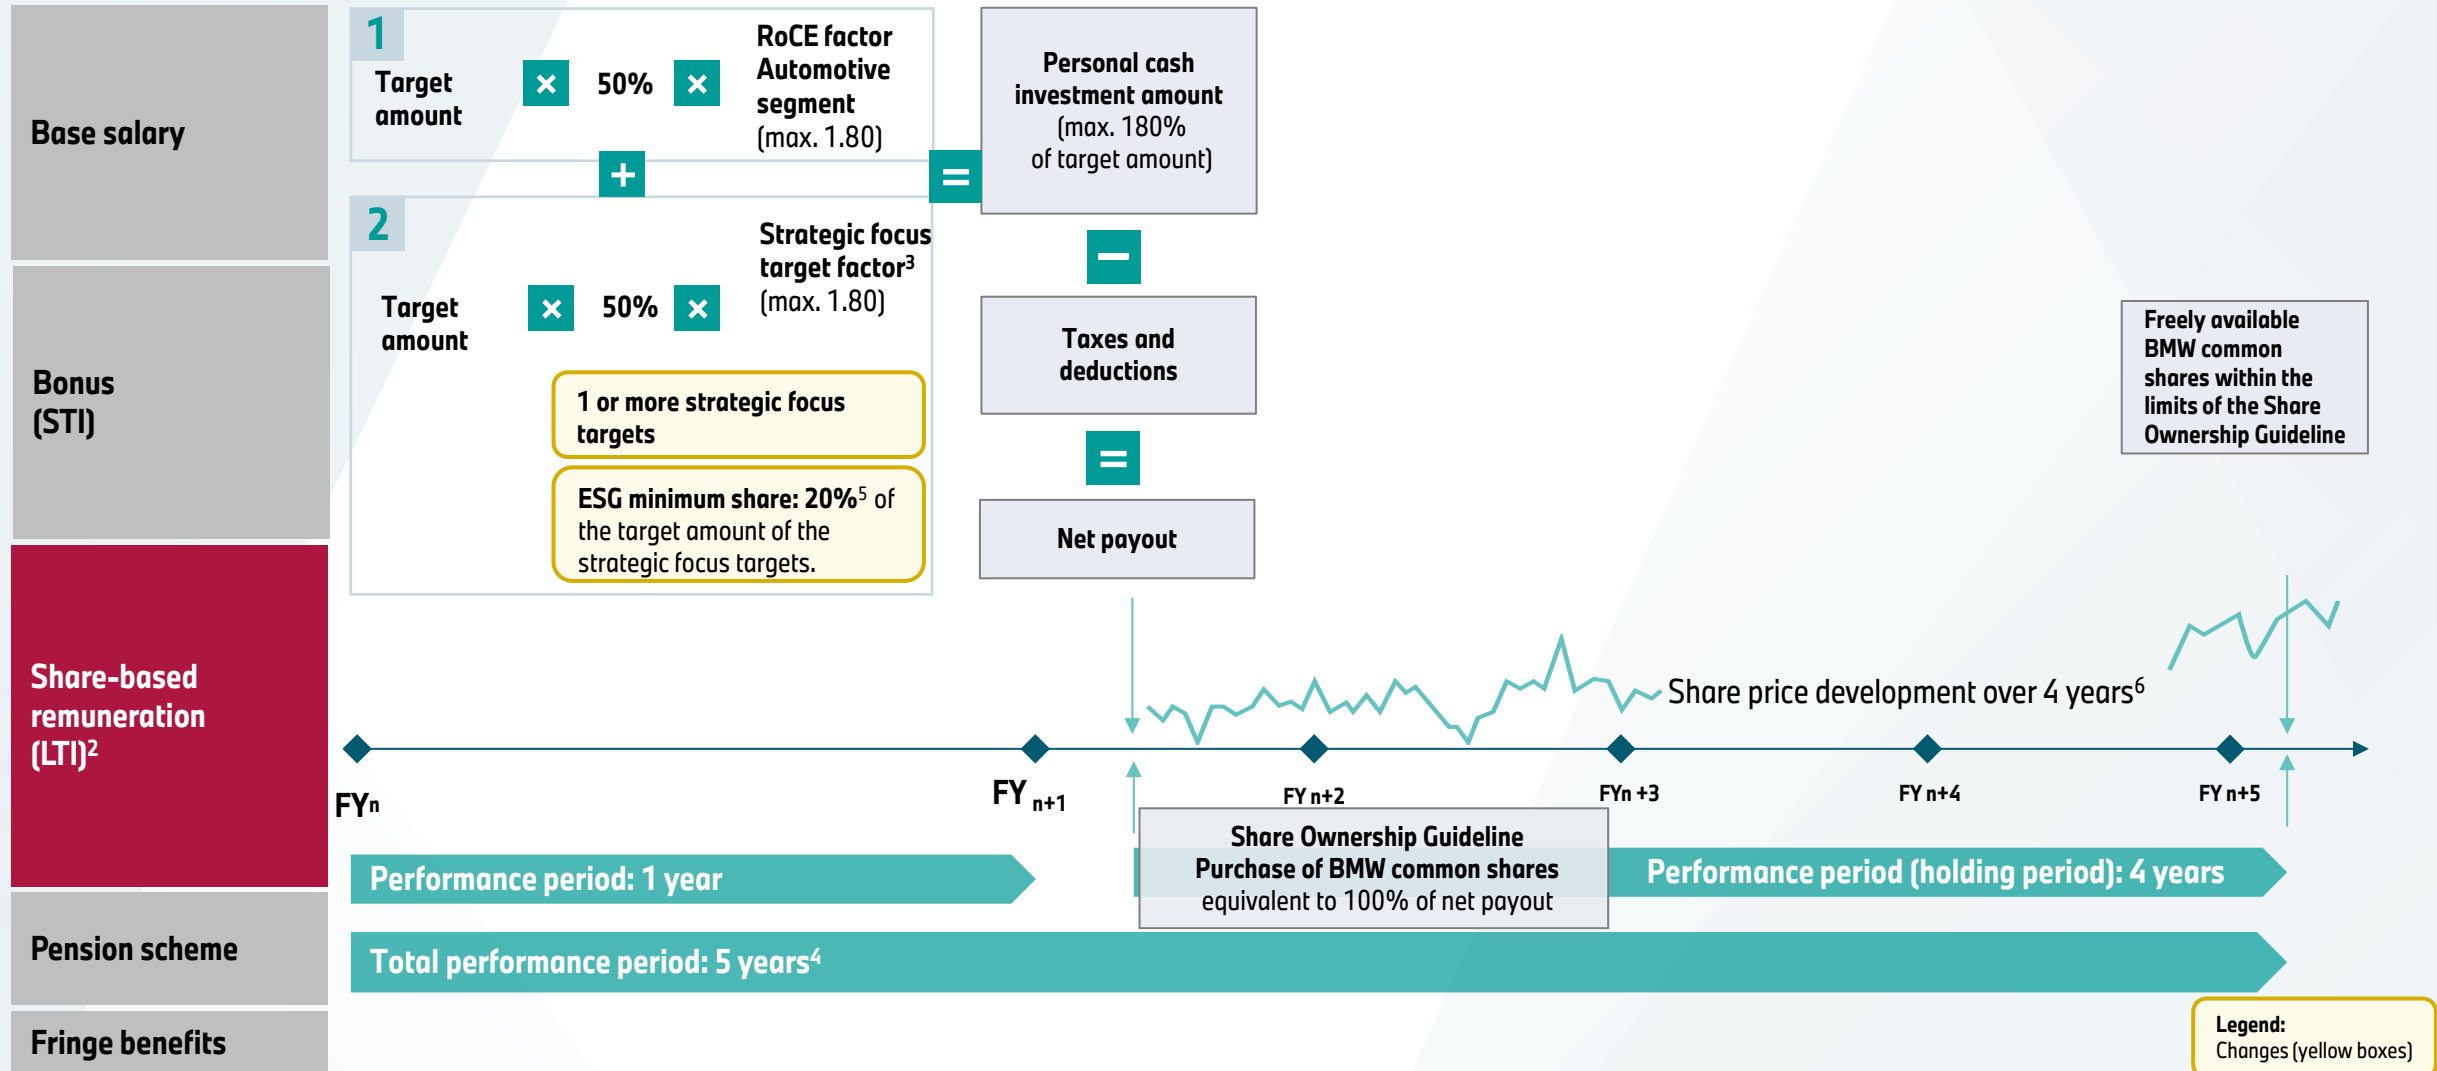 Base salary
Bonus
(STI)
Share-based
remuneration
(LTI)2
Pension scheme
Fringe benefits
1
Target
amount
× 50% ×
RoCE factor
Automotive
segment
(max. 1.80)
+
2
Target
amount
× 50% ×
Strategic focus
target factor3
(max. 1.80)
1 or more strategic focus
targets
ESG minimum share: 20%5 of
the target amount of the
strategic focus targets.
=
Personal cash
investment amount
(max. 180%
of target amount)
−
Taxes and
deductions
=
Net payout
Freely available
BMW common
shares within the
limits of the Share
Ownership Guideline
Share price development over 4 years6
FYn
FY n+1
FY n+2
FYn +3
FY n+4
FY n+5
Share Ownership Guideline
Purchase of BMW common shares
equivalent to 100% of net payout
Performance period: 1 year
Performance period (holding period): 4 years
Total performance period: 5 years4
Legend:
Changes (yellow boxes)